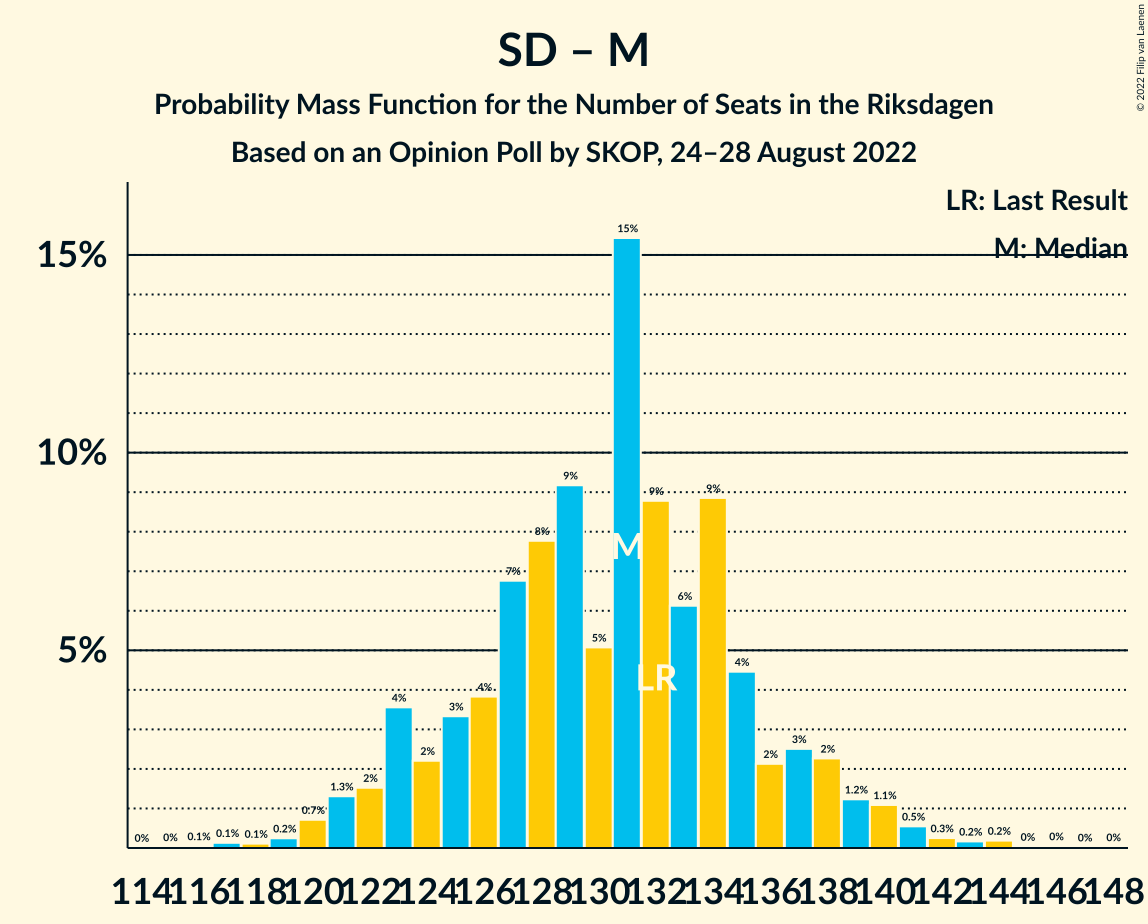 SD – M
Probability Mass Function for the Number of Seats in the Riksdagen
Based on an Opinion Poll by SKOP, 24–28 August 2022
© 2022 Filip van Laenen
LR: Last Result
M: Median
15%
10%
5%
0% 0% 0.1% 0.1% 0.1% 0.2% 0.7% 1.3% 2% 4% 2% 3% 4% 7% 8% 9% 5% 15% 9% 6% 9% 4% 2% 3% 2% 1.2% 1.1% 0.5% 0.3% 0.2% 0.2% 0% 0% 0% 0%
M
LR
114 116 118 120 122 124 126 128 130 132 134 136 138 140 142 144 146 148